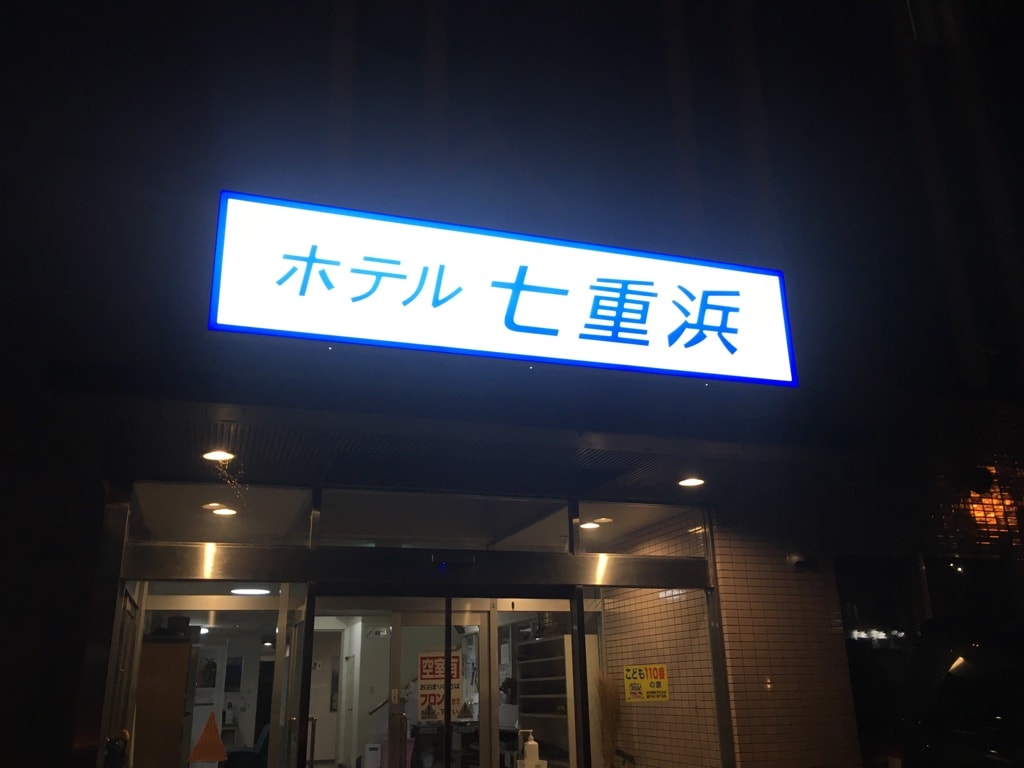 ホテル 七重浜
空室有
フロント
こども110番
の家